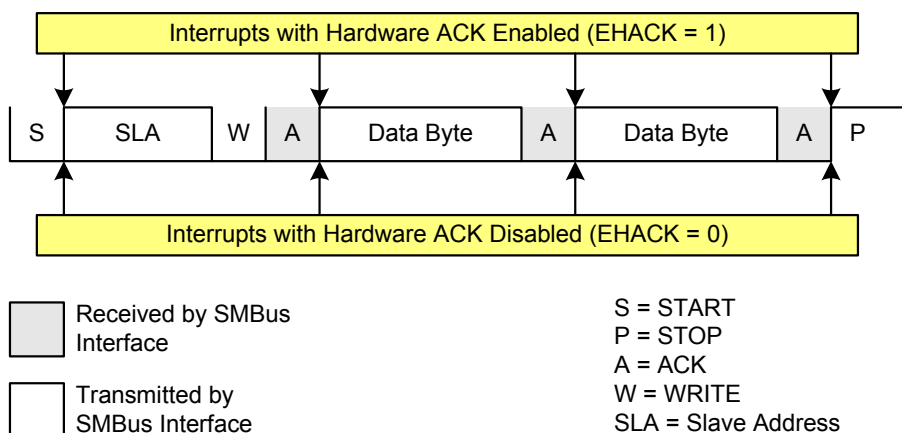 Interrupts with Hardware ACK Enabled (EHACK = 1)
S SLA W A Data Byte A Data Byte A P
Interrupts with Hardware ACK Disabled (EHACK = 0)
Received by SMBus
Interface
Transmitted by
SMBus Interface
S = START
P = STOP
A = ACK
W = WRITE
SLA = Slave Address